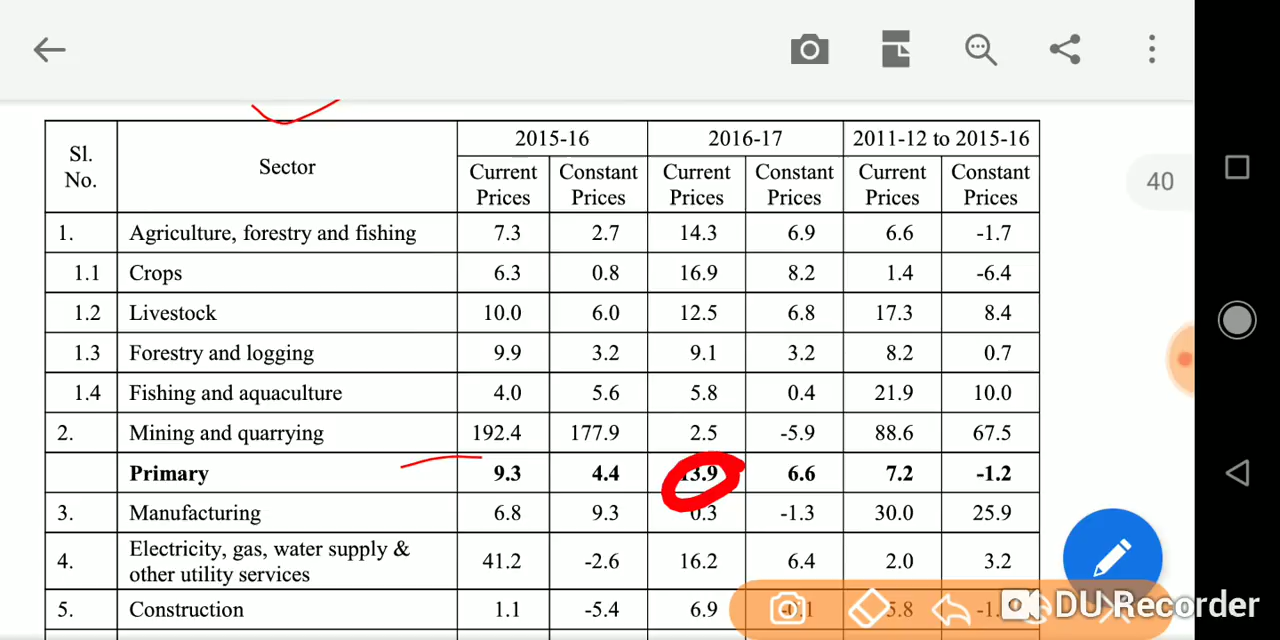 Sl. No. Sector 2015-16 2016-17 2011-12 to 2015-16
Current Prices Constant Prices Current Prices Constant Prices Current Prices Constant Prices
40
1. Agriculture, forestry and fishing 7.3 2.7 14.3 6.9 6.6 -1.7
1.1 Crops 6.3 0.8 16.9 8.2 1.4 -6.4
1.2 Livestock 10.0 6.0 12.5 6.8 17.3 8.4
1.3 Forestry and logging 9.9 3.2 9.1 3.2 8.2 0.7
1.4 Fishing and aquaculture 4.0 5.6 5.8 0.4 21.9 10.0
2. Mining and quarrying 192.4 177.9 2.5 -5.9 88.6 67.5
Primary 9.3 4.4 13.9 6.6 7.2 -1.2
3. Manufacturing 6.8 9.3 0.3 -1.3 30.0 25.9
4. Electricity, gas, water supply & other utility services 41.2 -2.6 16.2 6.4 2.0 3.2
5. Construction 1.1 -5.4 6.9
DU Recorder